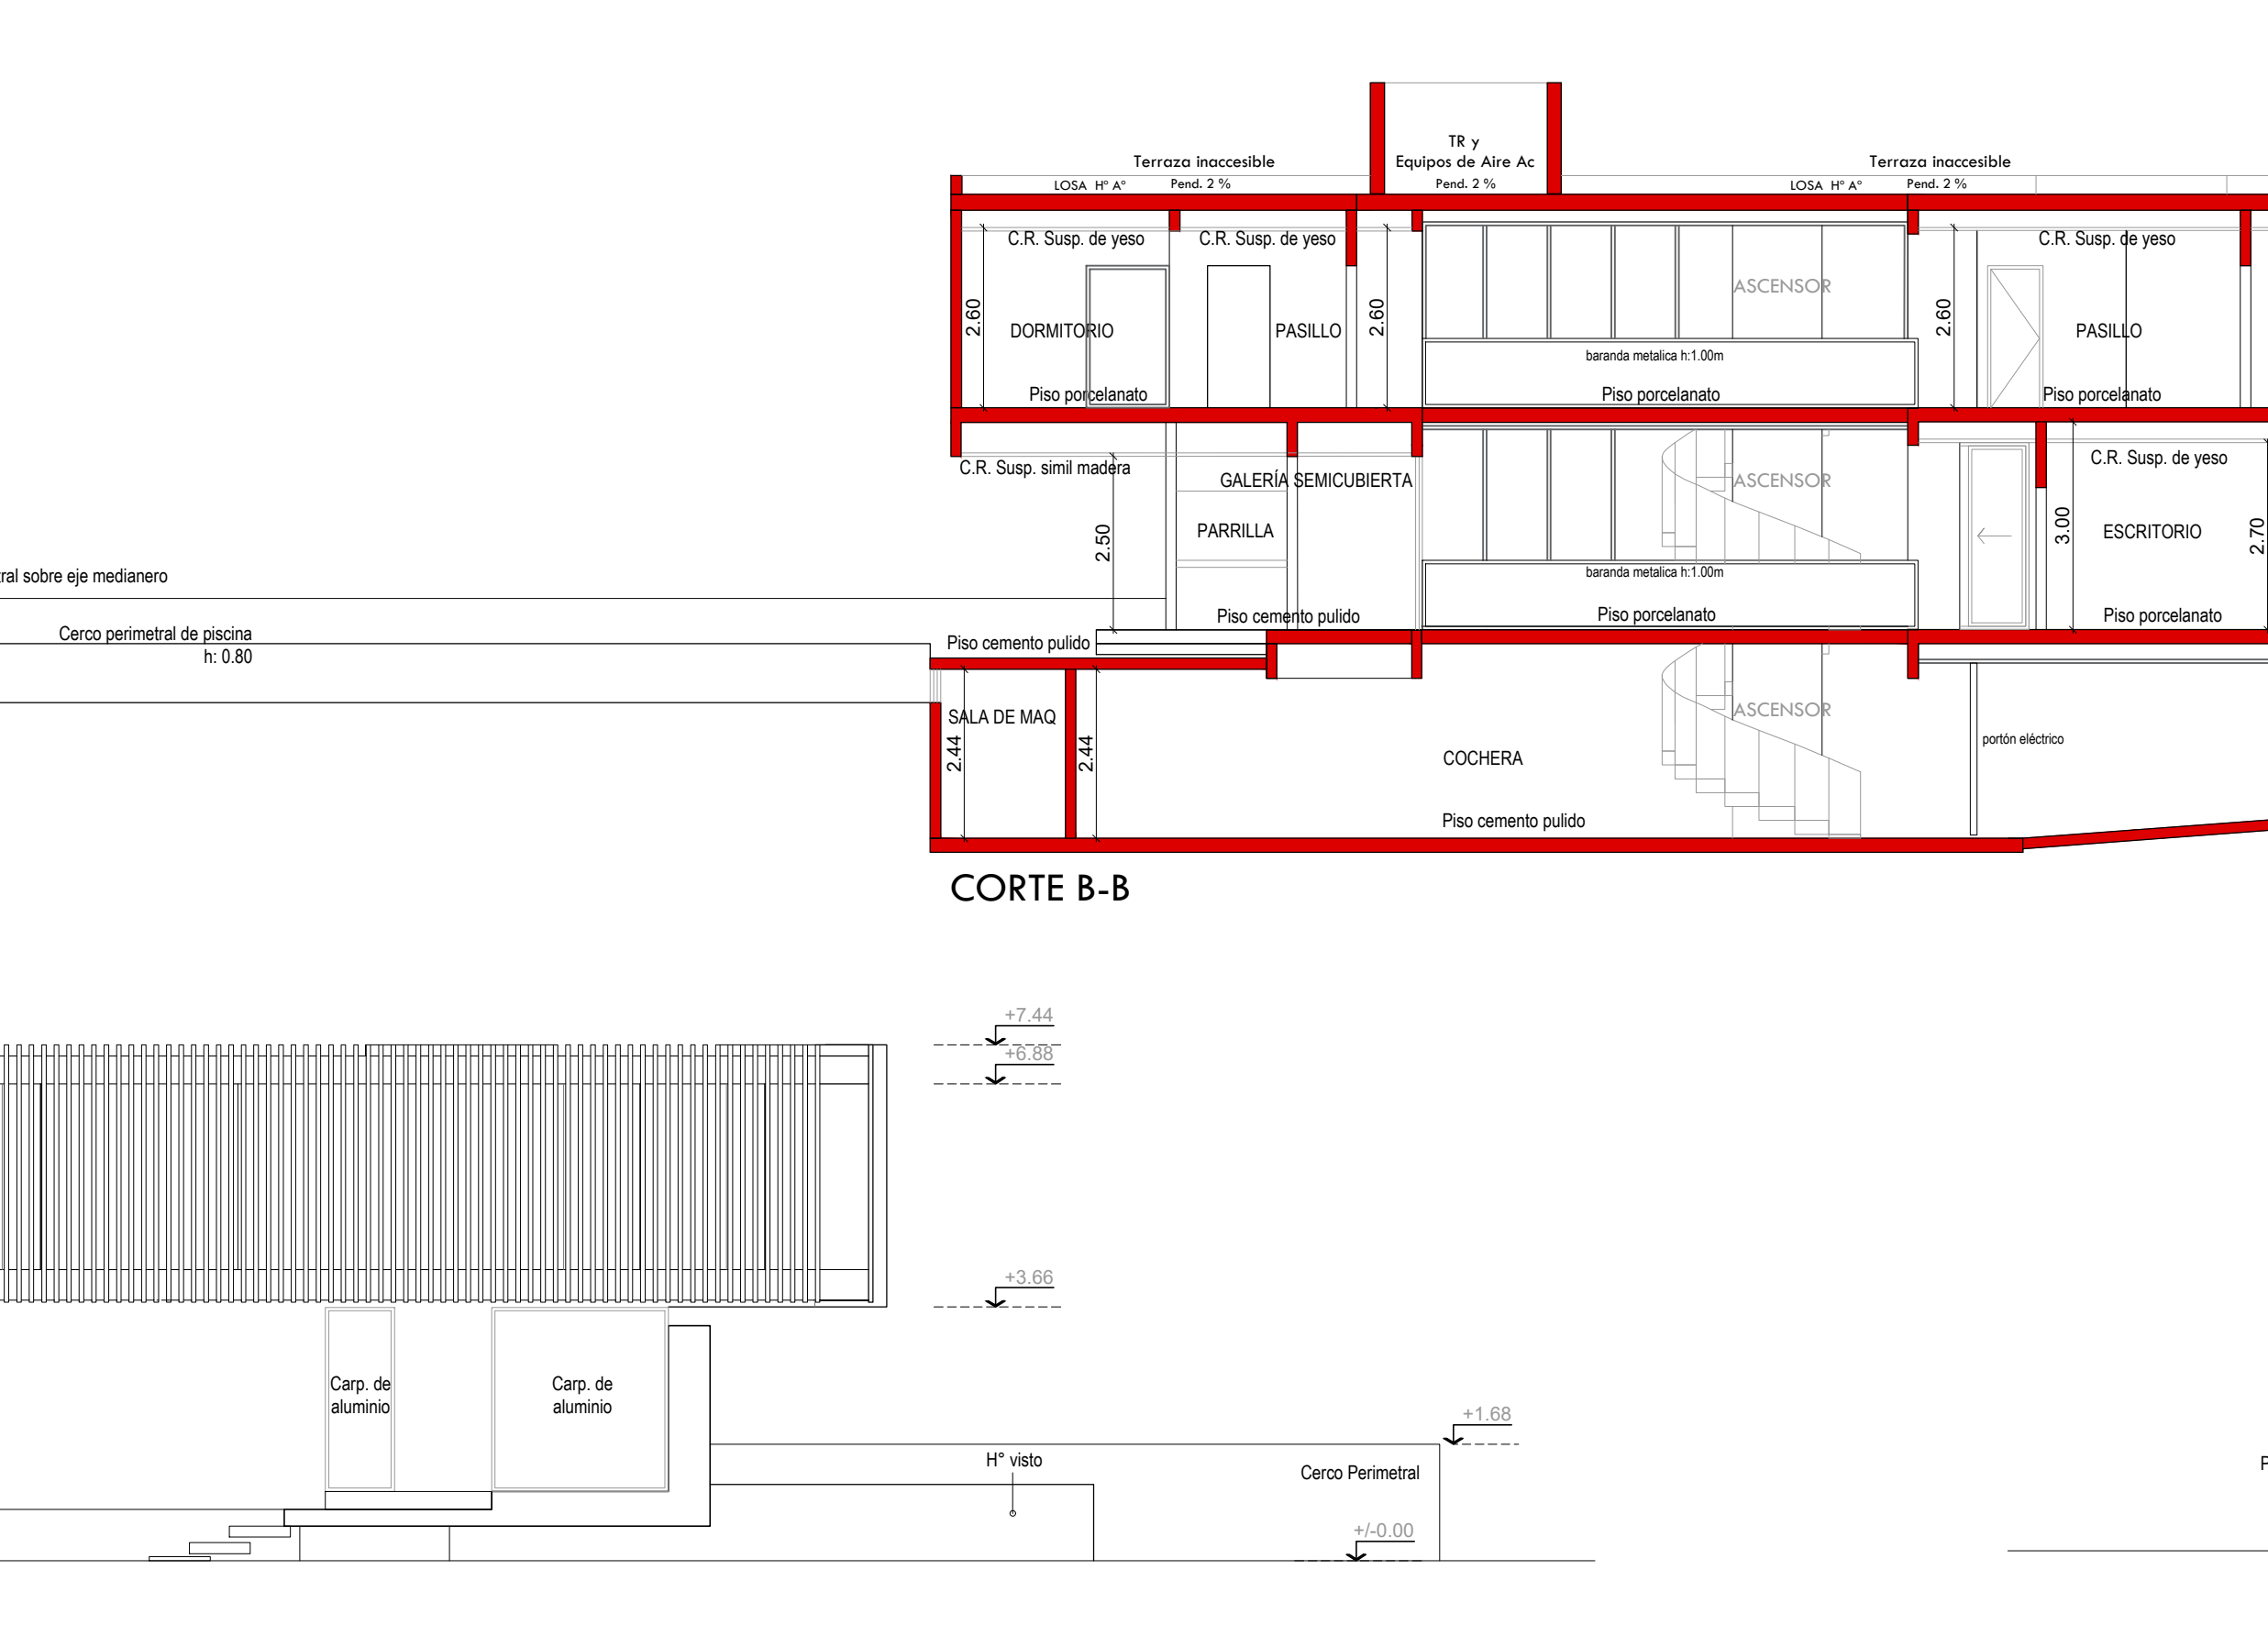 TR y
Equipos de Aire Ac
Pend. 2 %
Terraza inaccesible
LOSA H° A° Pend. 2 %
Terraza inaccesible
LOSA H° A° Pend. 2 %
C.R. Susp. de yeso
C.R. Susp. de yeso
C.R. Susp. de yeso
2.60
DORMITORIO
PASILLO
2.60
ASCENSOR
2.60
PASILLO
baranda metalica h:1.00m
Piso porcelanato
Piso porcelanato
Piso porcelanato
C.R. Susp. simil madera
GALERÍA SEMICUBIERTA
ASCENSOR
C.R. Susp. de yeso
2.50
PARRILLA
3.00
ESCRITORIO
2.70
baranda metalica h:1.00m
Piso cemento pulido
Piso porcelanato
Piso porcelanato
sobre eje medianero
Cerco perimetral de piscina
h: 0.80
Piso cemento pulido
SALA DE MAQ
2.44
2.44
ASCENSOR
COCHERA
portón eléctrico
Piso cemento pulido
CORTE B-B
+7.44
+6.88
+3.66
Carp. de
aluminio
Carp. de
aluminio
+1.68
H° visto
Cerco Perimetral
+/-0.00